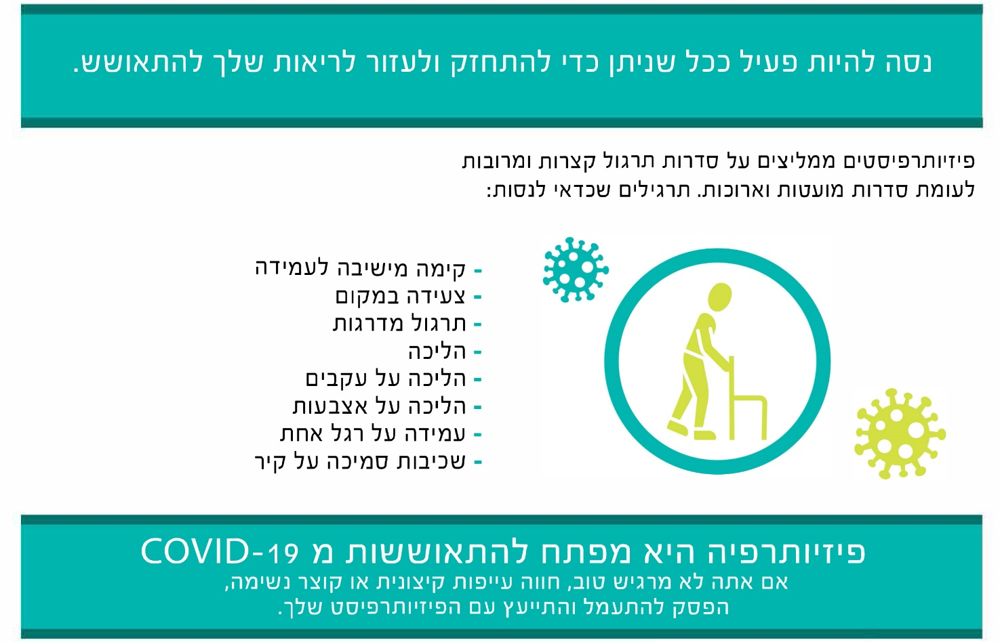 נסה להיות פעיל ככל שניתן כדי להתחזק ולעזור לריאות שלך להתאושש.
פיזיותרפיסטים ממליצים על סדרות תרגול קצרות ומרובות
לעומת סדרות מועטות וארוכות. תרגילים שכדאי לנסות:
- קימה מישיבה לעמידה
- צעידה במקום
- תרגול מדרגות
- הליכה
- הליכה על עקבים
- הליכה על אצבעות
- עמידה על רגל אחת
- שכיבות סמיכה על קיר
פיזיותרפיה היא מפתח להתאוששות מ COVID-19
אם אתה לא מרגיש טוב, חווה עייפות קיצונית או קוצר נשימה,
הפסק להתעמל והתייעץ עם הפיזיותרפיסט שלך.